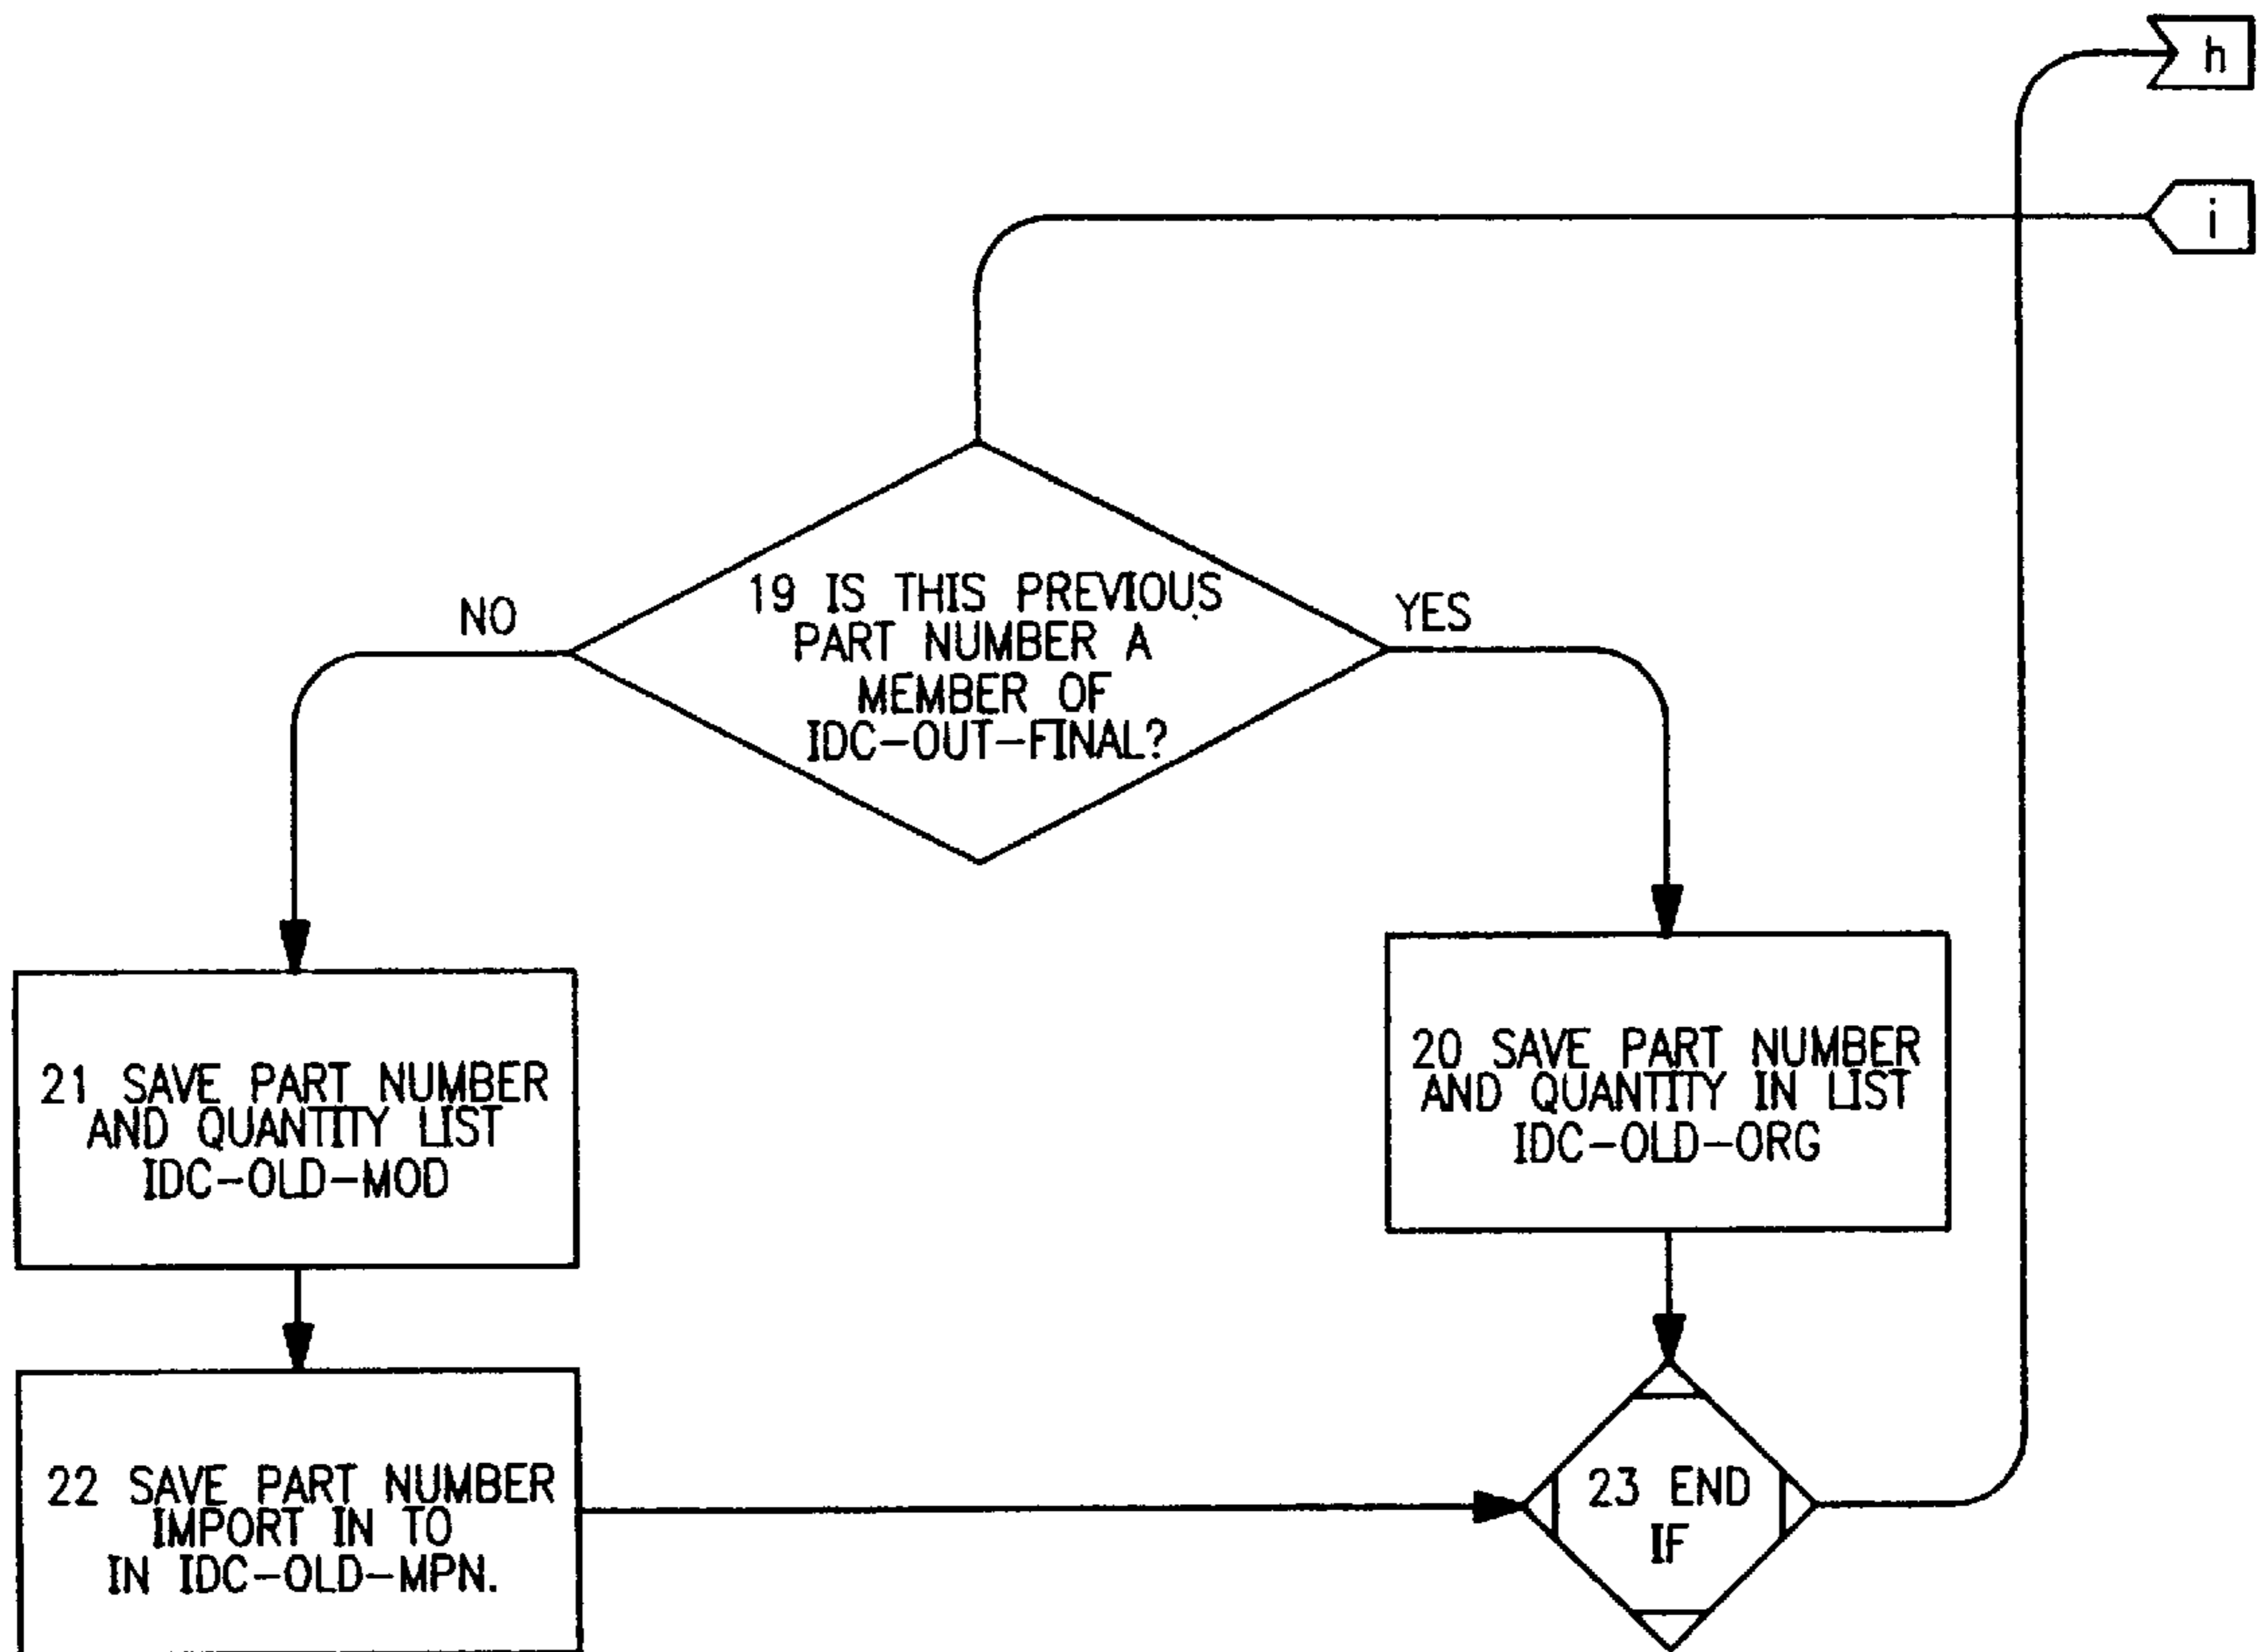 h
i
19 IS THIS PREVIOUS
PART NUMBER A
MEMBER OF
IDC-OUT-FINAL?
NO
YES
21 SAVE PART NUMBER
AND QUANTITY LIST
IDC-OLD-MOD
20 SAVE PART NUMBER
AND QUANTITY IN LIST
IDC-OLD-ORG
22 SAVE PART NUMBER
IMPORT IN TO
IN IDC-OLD-MPN.
23 END
IF